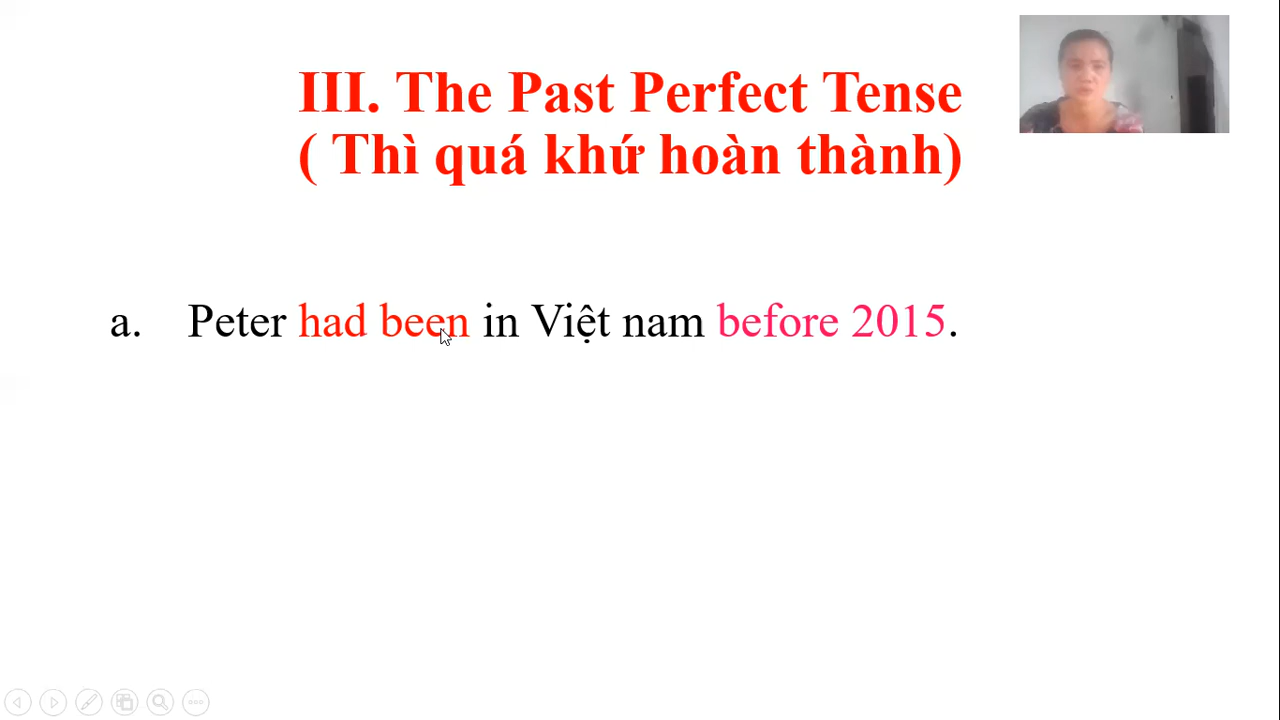 III. The Past Perfect Tense
( Thì quá khứ hoàn thành)
a. Peter had been in Việt nam before 2015.